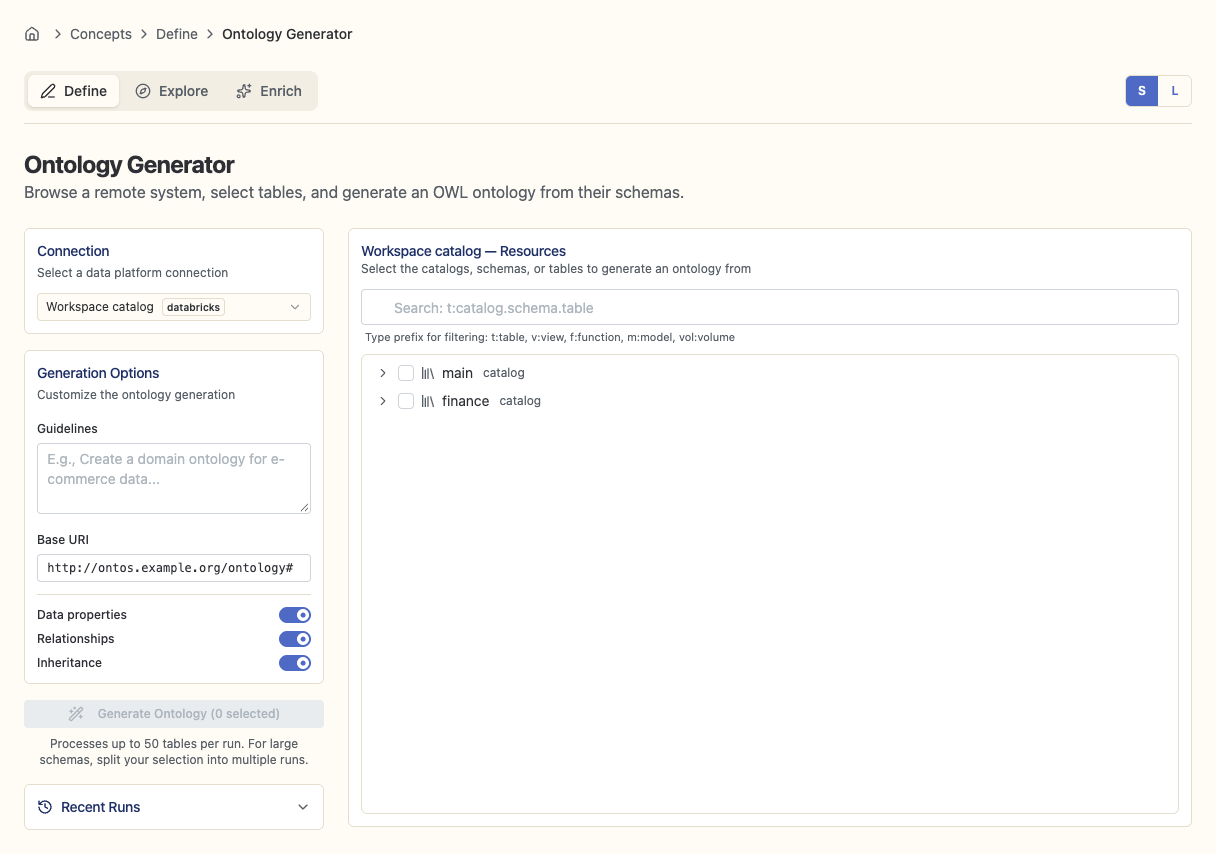 Concepts > Define > Ontology Generator
Define Explore Enrich
S L
Ontology Generator
Browse a remote system, select tables, and generate an OWL ontology from their schemas.
Connection
Select a data platform connection
Workspace catalog databricks
Generation Options
Customize the ontology generation
Guidelines
E.g., Create a domain ontology for e-
commerce data...
Base URI
http://ontos.example.org/ontology#
Data properties
Relationships
Inheritance
Generate Ontology (0 selected)
Processes up to 50 tables per run. For large
schemas, split your selection into multiple runs.
Recent Runs
Workspace catalog — Resources
Select the catalogs, schemas, or tables to generate an ontology from
Search: t:catalog.schema.table
Type prefix for filtering: t:table, v:view, f:function, m:model, vol:volume
main catalog
finance catalog